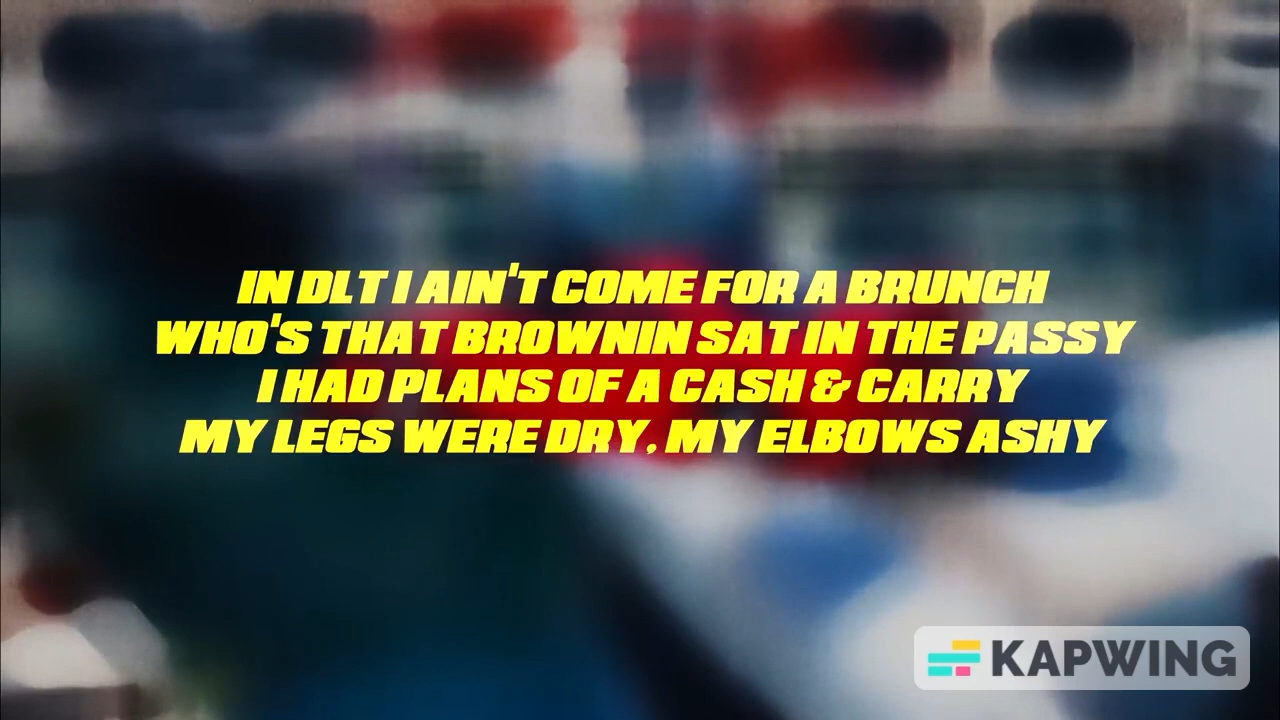 IN DLT I AIN'T COME FOR A BRUNCH
WHO'S THAT BROWNIN SAT IN THE PASSY
I HAD PLANS OF A CASH & CARRY
MY LEGS WERE DRY, MY ELBOWS ASHY
KAPWING